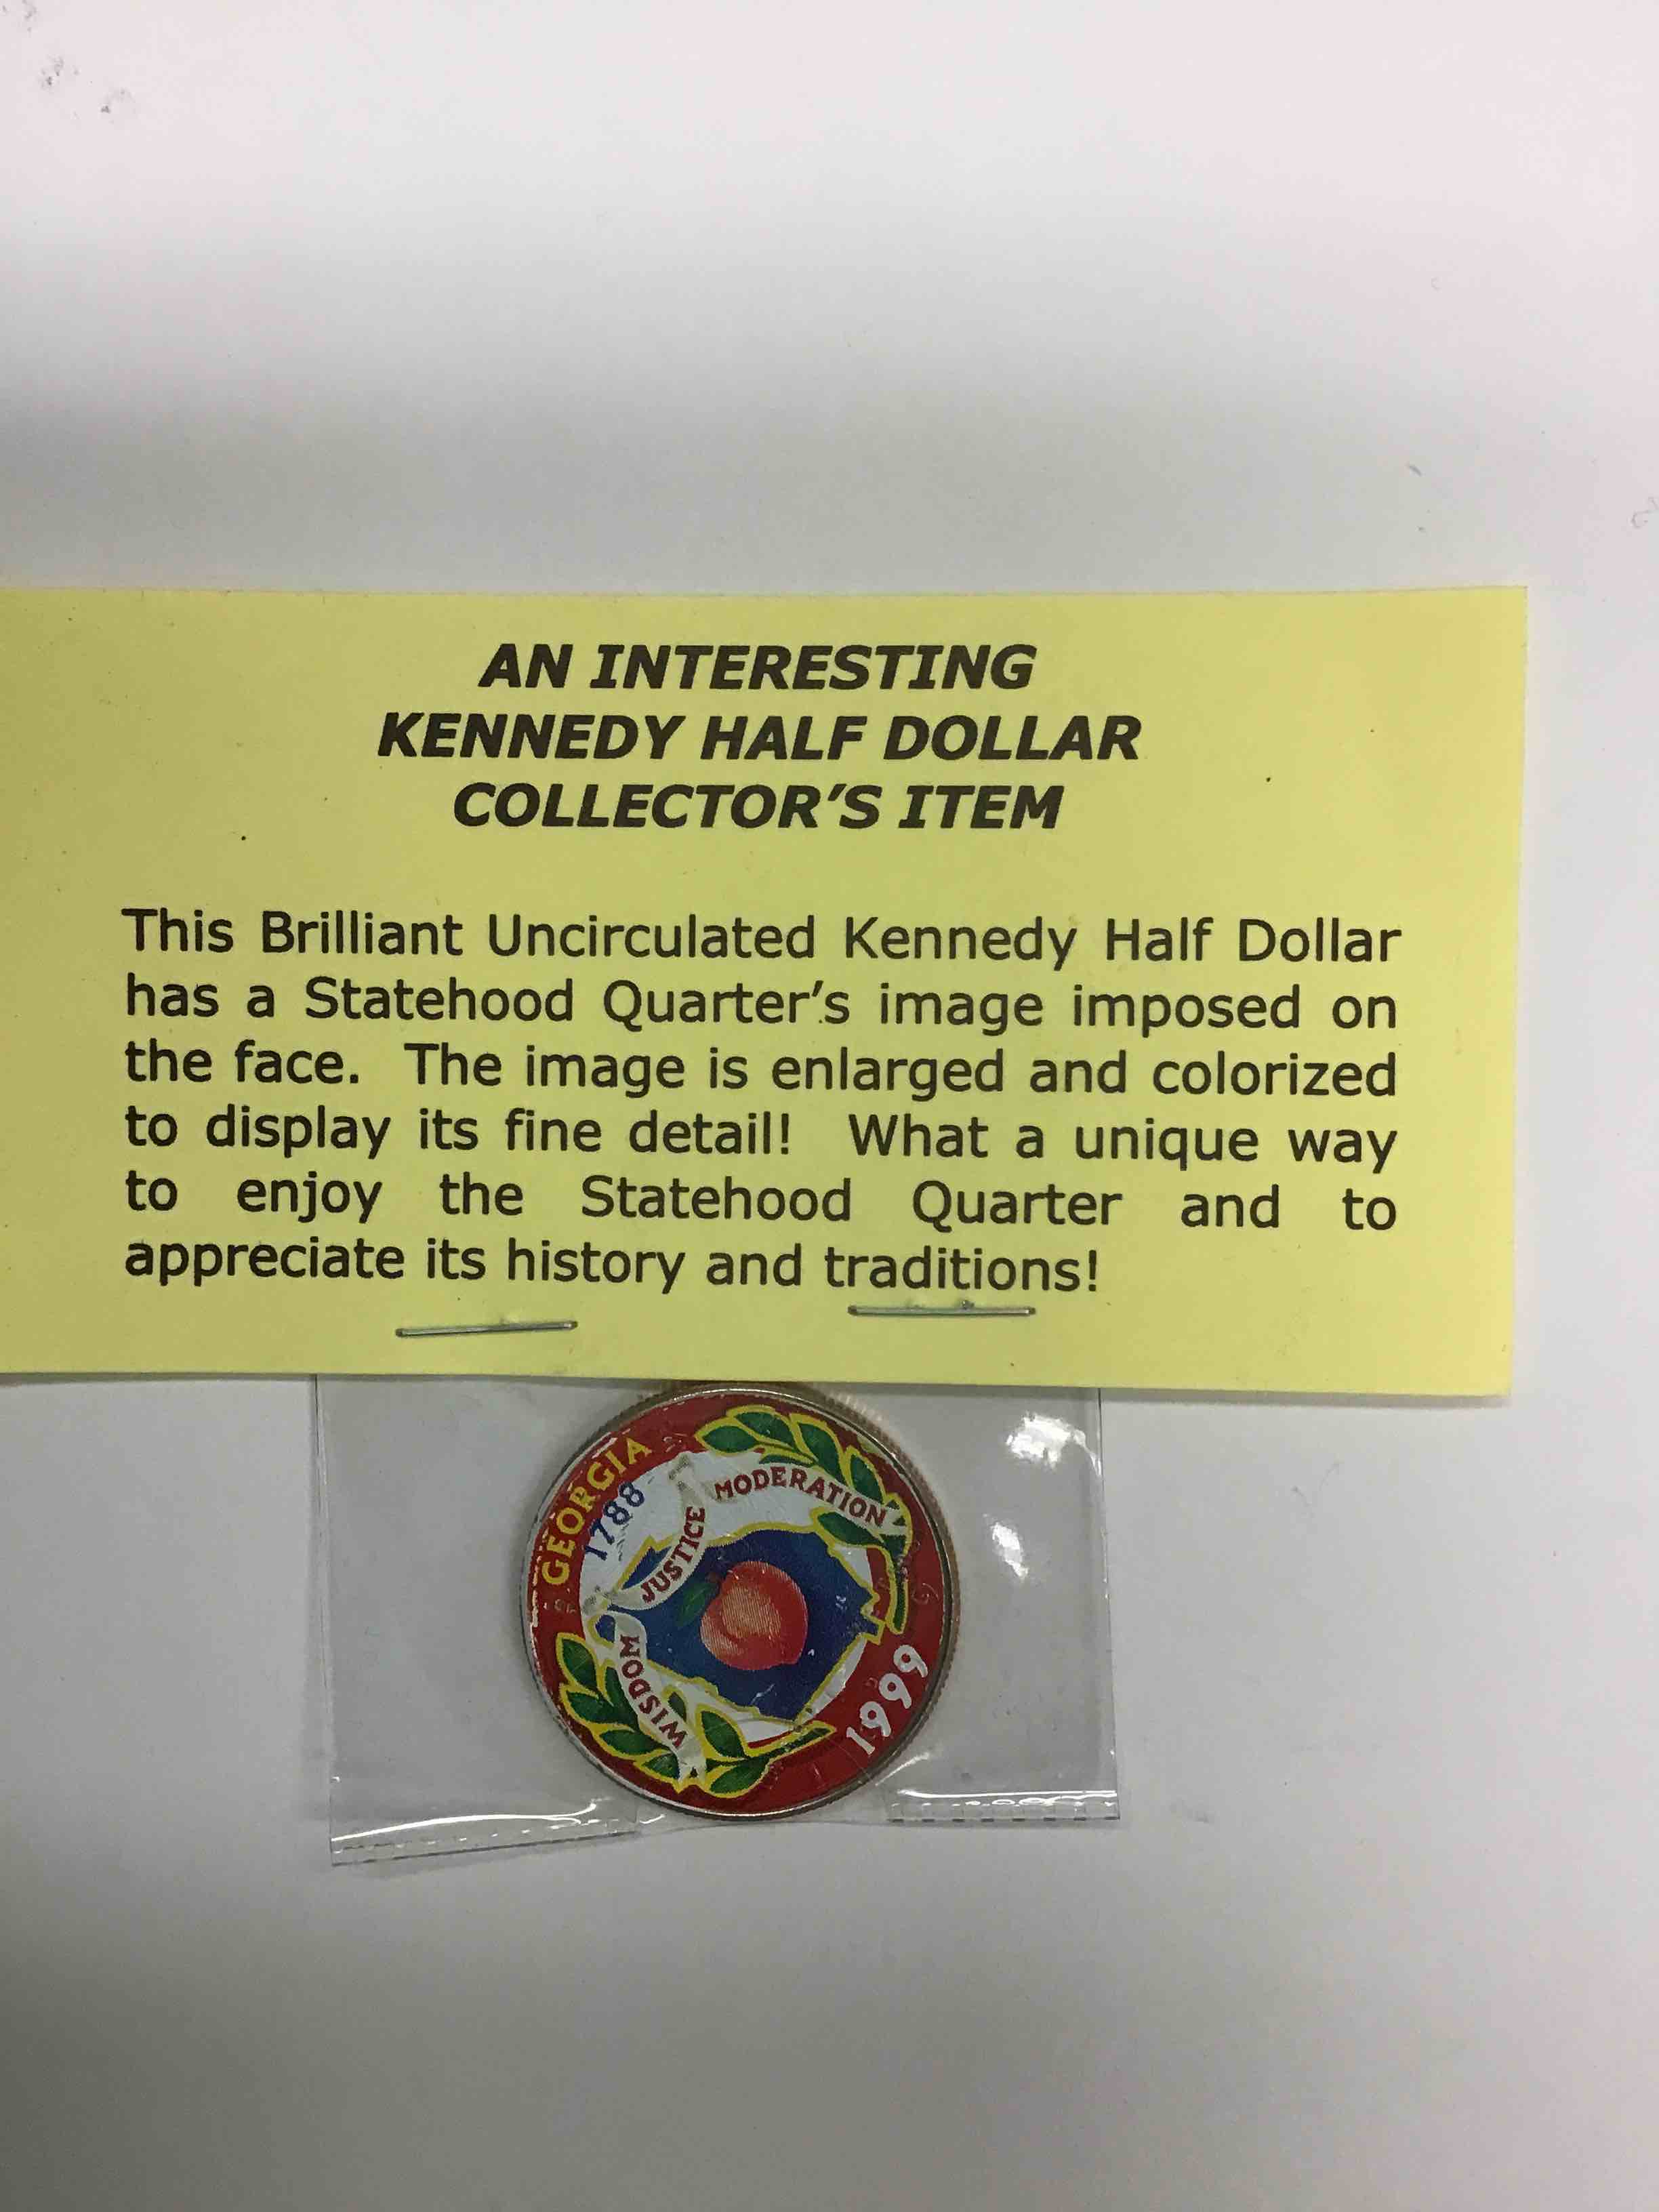 AN INTERESTING
KENNEDY HALF DOLLAR
COLLECTOR'S ITEM
This Brilliant Uncirculated Kennedy Half Dollar
has a Statehood Quarter's image imposed on
the face. The image is enlarged and colorized
to display its fine detail! What a unique way
to enjoy the Statehood Quarter and to
appreciate its history and traditions!
GEORGIA
1788
WISDOM
JUSTICE
MODERATION
1999